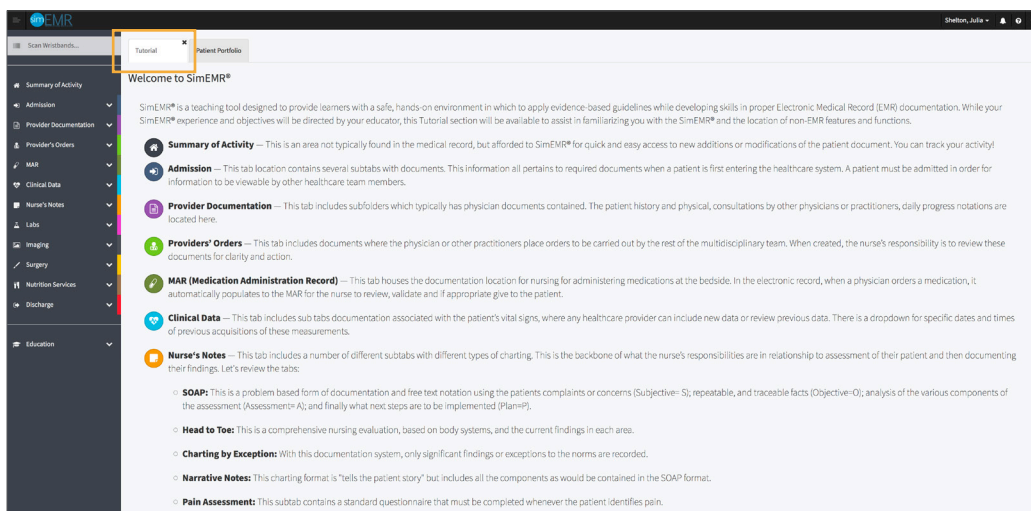 simEMR
Shelton, Julia
Scan Wristbands...
Summary of Activity
Admission
Provider Documentation
Provider's Orders
MAR
Clinical Data
Nurse's Notes
Labs
Imaging
Surgery
Nutrition Services
Discharge
Education
Tutorial
Patient Portfolio
Welcome to SimEMR®
SimEMR® is a teaching tool designed to provide learners with a safe, hands-on environment in which to apply evidence-based guidelines while developing skills in proper Electronic Medical Record (EMR) documentation. While your
SimEMR® experience and objectives will be directed by your educator, this Tutorial section will be available to assist in familiarizing you with the SimEMR® and the location of non-EMR features and functions.
Summary of Activity — This is an area not typically found in the medical record, but afforded to SimEMR® for quick and easy access to new additions or modifications of the patient document. You can track your activity!
Admission — This tab location contains several subtabs with documents. This information all pertains to required documents when a patient is first entering the healthcare system. A patient must be admitted in order for
information to be viewable by other healthcare team members.
Provider Documentation — This tab includes subfolders which typically has physician documents contained. The patient history and physical, consultations by other physicians or practitioners, daily progress notations are
located here.
Providers' Orders — This tab includes documents where the physician or other practitioners place orders to be carried out by the rest of the multidisciplinary team. When created, the nurse's responsibility is to review these
documents for clarity and action.
MAR (Medication Administration Record) — This tab houses the documentation location for nursing for administering medications at the bedside. In the electronic record, when a physician orders a medication, it
automatically populates to the MAR for the nurse to review, validate and if appropriate give to the patient.
Clinical Data — This tab includes sub tabs documentation associated with the patient's vital signs, where any healthcare provider can include new data or review previous data. There is a dropdown for specific dates and times
of previous acquisitions of these measurements.
Nurse's Notes — This tab includes a number of different subtabs with different types of charting. This is the backbone of what the nurse's responsibilities are in relationship to assessment of their patient and then documenting
their findings. Let's review the tabs:
SOAP: This is a problem based form of documentation and free text notation using the patients complaints or concerns (Subjective= S); repeatable, and traceable facts (Objective=O); analysis of the various components of
the assessment (Assessment= A); and finally what next steps are to be implemented (Plan=P).
Head to Toe: This is a comprehensive nursing evaluation, based on body systems, and the current findings in each area.
Charting by Exception: With this documentation system, only significant findings or exceptions to the norms are recorded.
Narrative Notes: This charting format is "tells the patient story" but includes all the components as would be contained in the SOAP format.
Pain Assessment: This subtab contains a standard questionnaire that must be completed whenever the patient identifies pain.